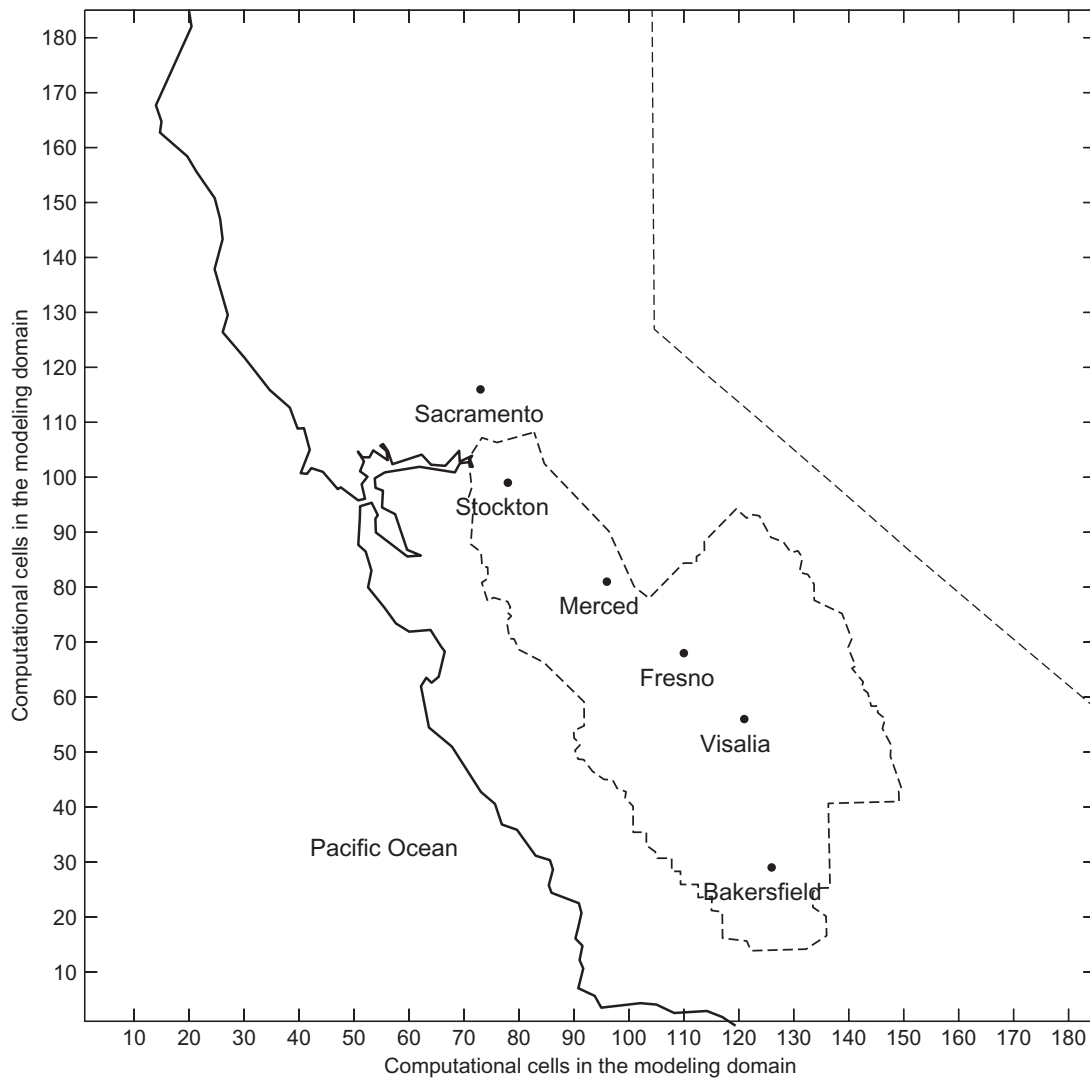 180
170
160
150
140
130
120
110
100
90
80
70
60
50
40
30
20
10
Computational cells in the modeling domain
Sacramento
Stockton
Merced
Fresno
Visalia
Pacific Ocean
Bakersfield
10 20 30 40 50 60 70 80 90 100 110 120 130 140 150 160 170 180
Computational cells in the modeling domain